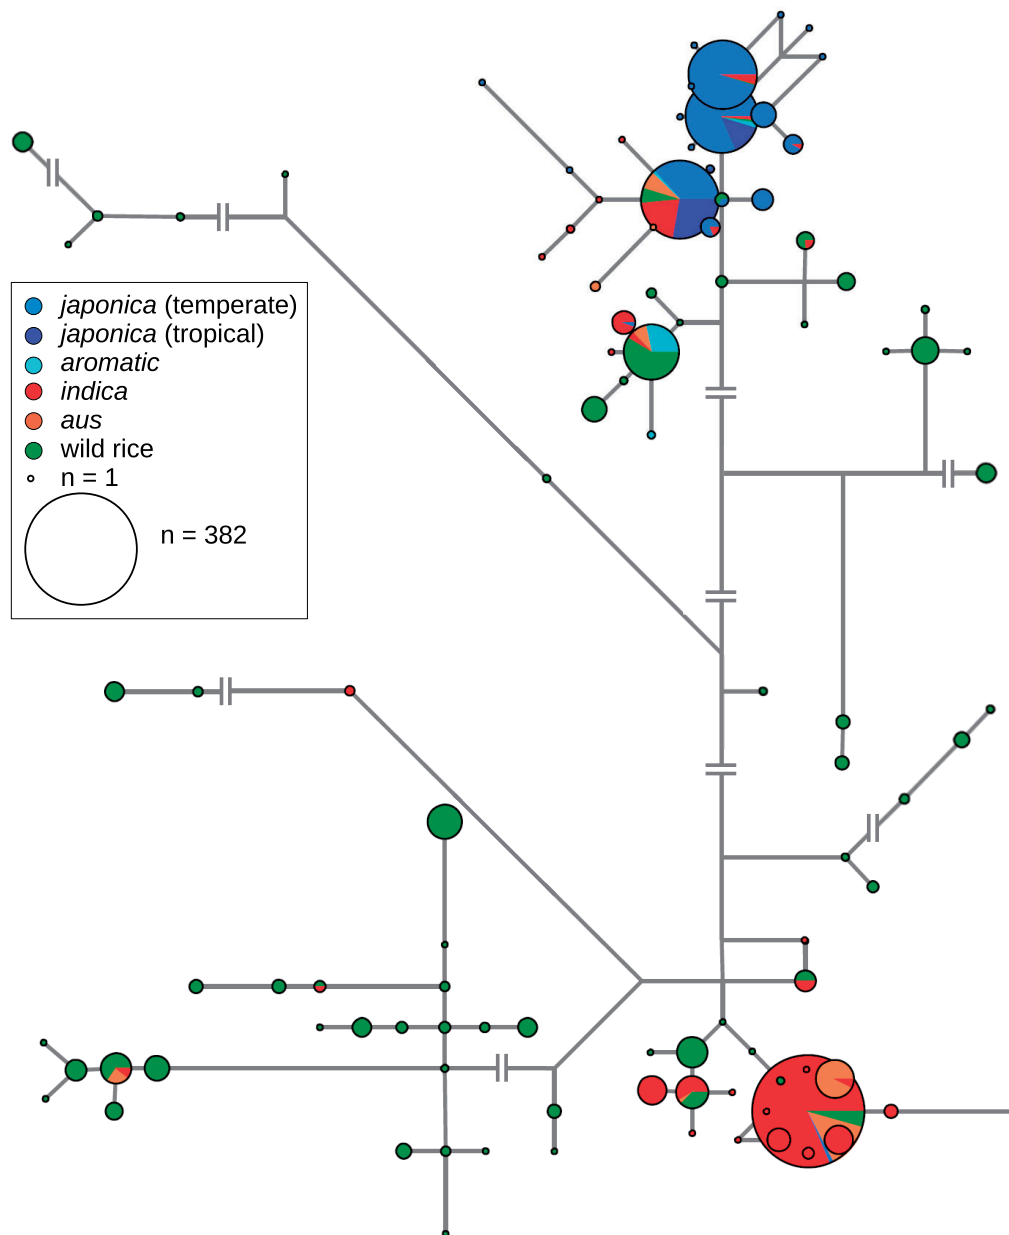 japonica (temperate)
japonica (tropical)
aromatic
indica
aus
wild rice
n = 1
n = 382